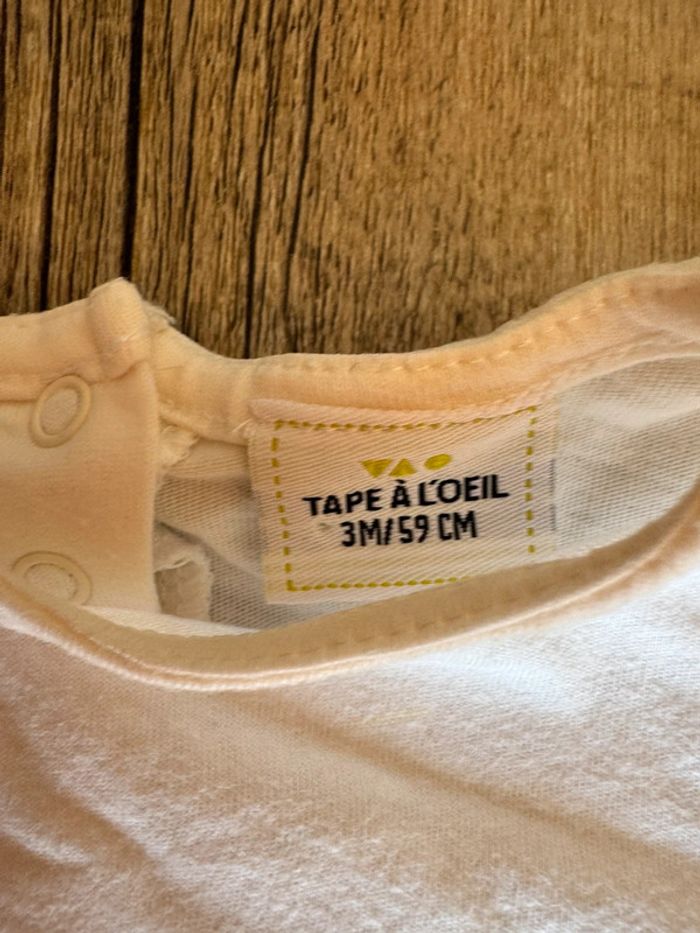 TAPE À L'OEIL
3M/59 CM